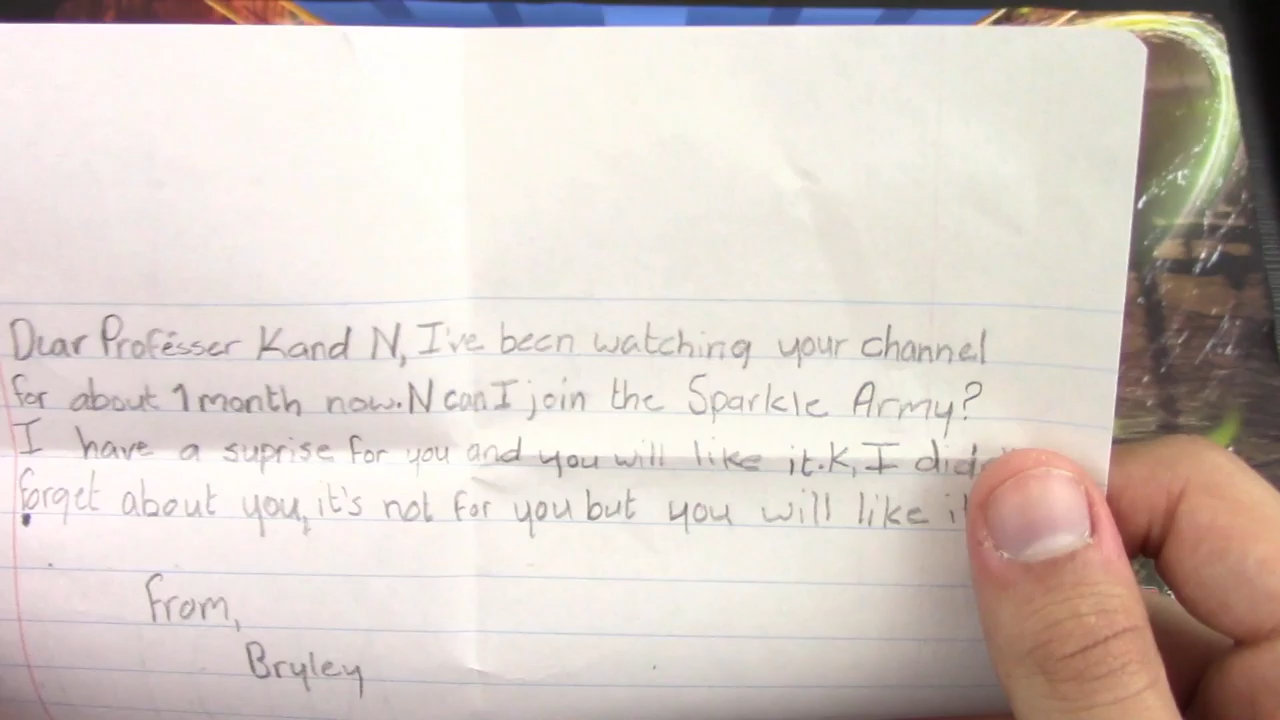 Dear Professer K and N, I've been watching your channel
for about 1 month now. N can I join the Sparkle Army?
I have a suprise for you and you will like it. K, I
forget about you, it's not for you but you will like
From,
Bryley